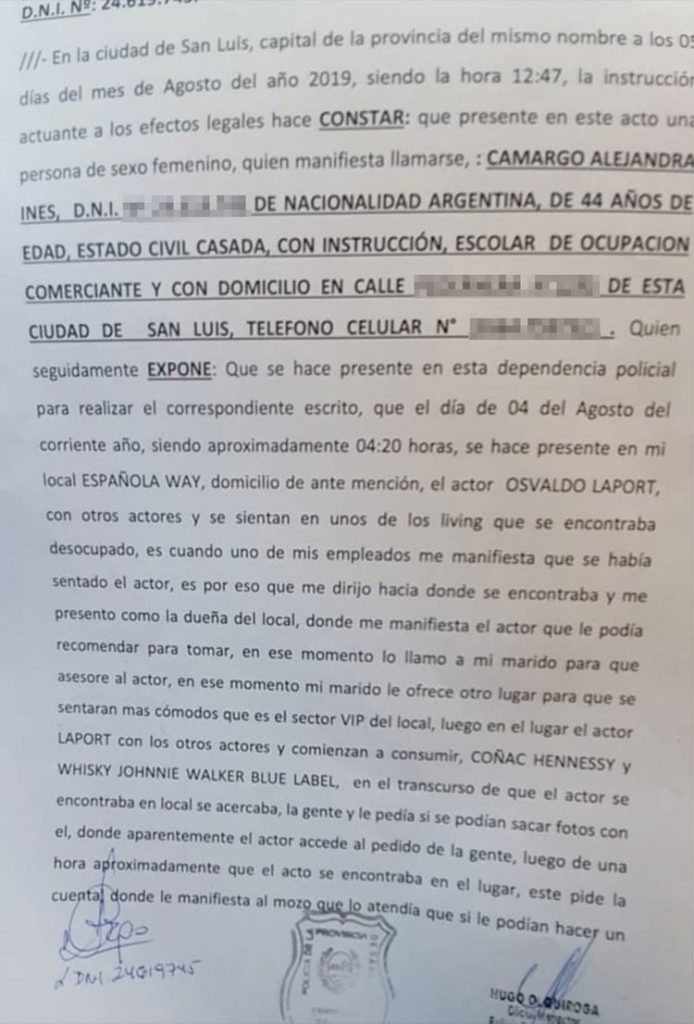 D.N.I. Nº: 24.619.745.
///- En la ciudad de San Luis, capital de la provincia del mismo nombre a los 05
días del mes de Agosto del año 2019, siendo la hora 12:47, la instrucción
actuante a los efectos legales hace CONSTAR: que presente en este acto una
persona de sexo femenino, quien manifiesta llamarse, : CAMARGO ALEJANDRA
INES, D.N.I. DE NACIONALIDAD ARGENTINA, DE 44 AÑOS DE
EDAD, ESTADO CIVIL CASADA, CON INSTRUCCIÓN, ESCOLAR DE OCUPACION
COMERCIANTE Y CON DOMICILIO EN CALLE DE ESTA
CIUDAD DE SAN LUIS, TELEFONO CELULAR N° . Quien
seguidamente EXPONE: Que se hace presente en esta dependencia policial
para realizar el correspondiente escrito, que el día de 04 del Agosto del
corriente año, siendo aproximadamente 04:20 horas, se hace presente en mi
local ESPAÑOLA WAY, domicilio de ante mención, el actor OSVALDO LAPORT,
con otros actores y se sientan en unos de los living que se encontraba
desocupado, es cuando uno de mis empleados me manifiesta que se había
sentado el actor, es por eso que me dirijo hacia donde se encontraba y me
presento como la dueña del local, donde me manifiesta el actor que le podía
recomendar para tomar, en ese momento lo llamo a mi marido para que
asesore al actor, en ese momento mi marido le ofrece otro lugar para que se
sentaran mas cómodos que es el sector VIP del local, luego en el lugar el actor
LAPORT con los otros actores y comienzan a consumir, COÑAC HENNESSY y
WHISKY JOHNNIE WALKER BLUE LABEL, en el transcurso de que el actor se
encontraba en local se acercaba, la gente y le pedía si se podían sacar fotos con
el, donde aparentemente el actor accede al pedido de la gente, luego de una
hora aproximadamente que el acto se encontraba en el lugar, este pide la
cuenta, donde le manifiesta al mozo que lo atendía que si le podían hacer un
DNI. 24619745
POLICIA DE LA PROVINCIA
HUGO D. QUIROGA